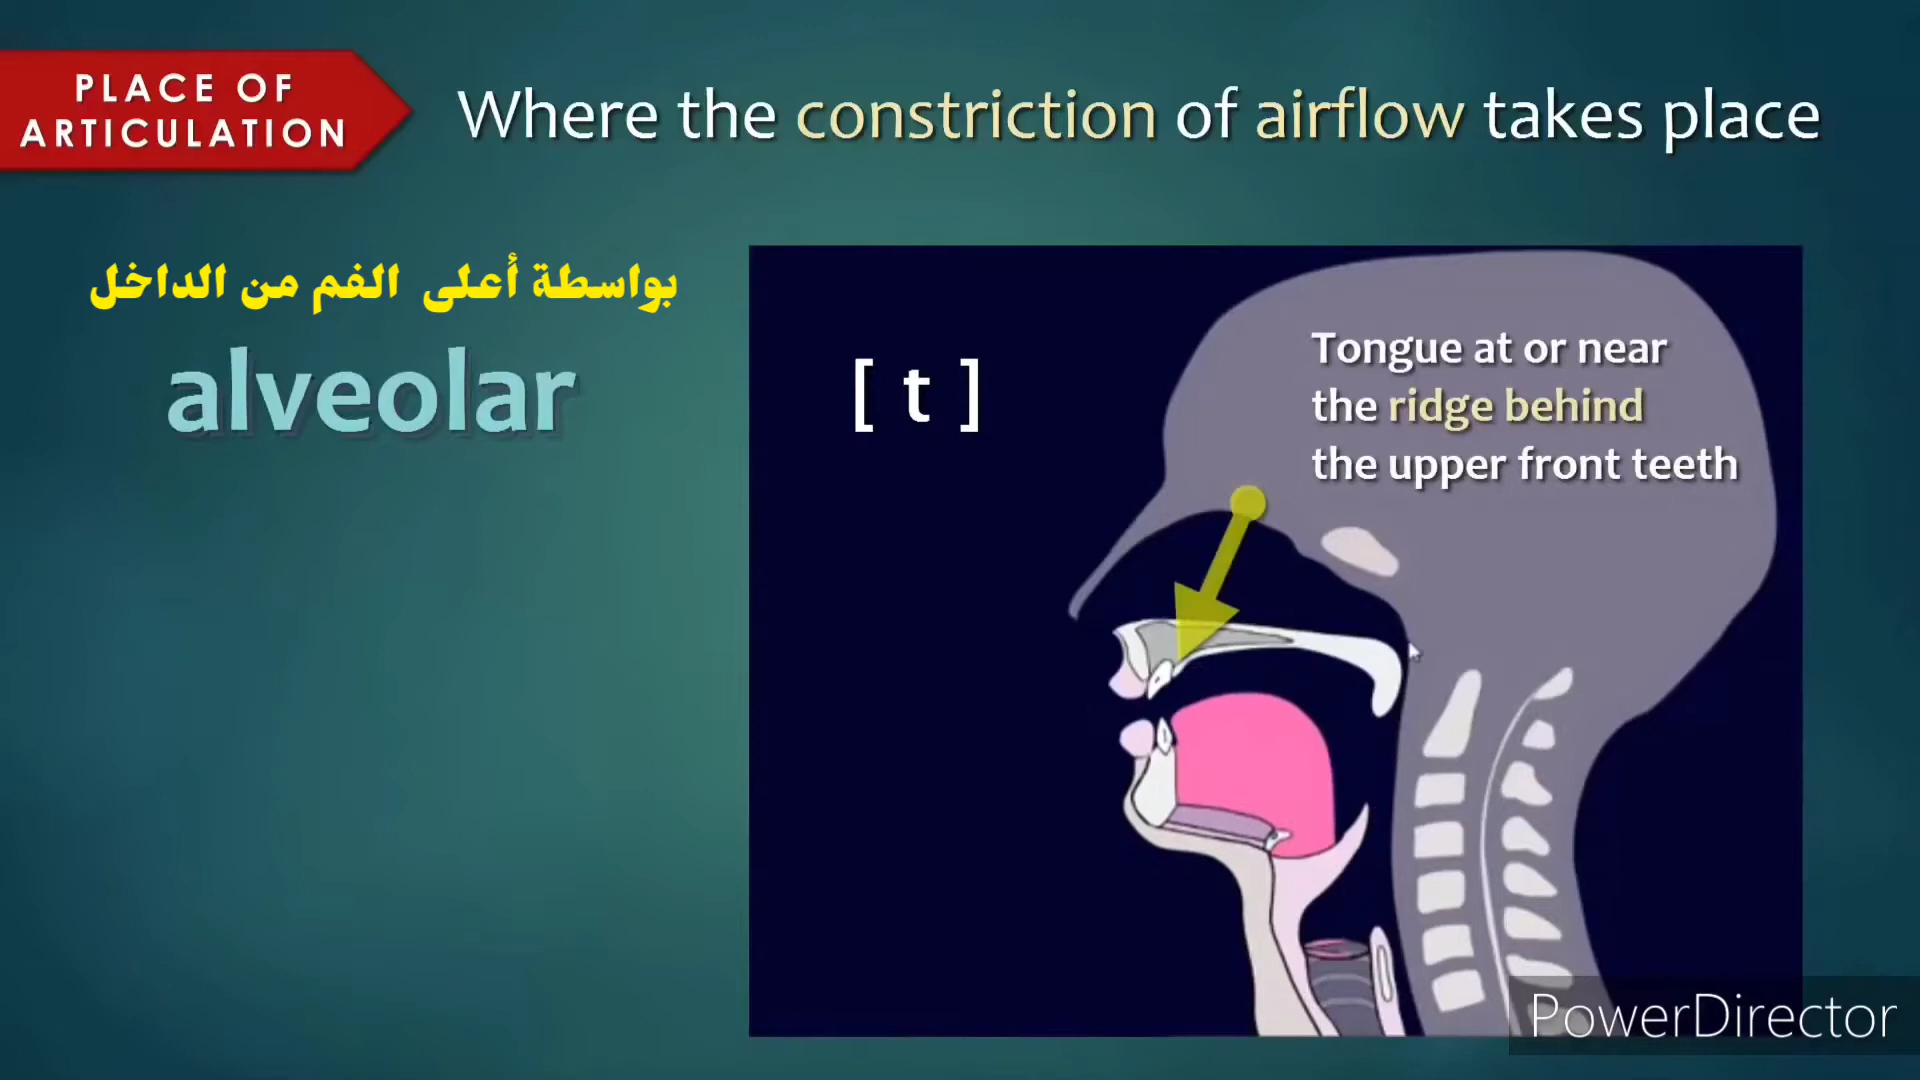 PLACE OF
ARTICULATION
Where the constriction of airflow takes place
بواسطة أعلى الفم من الداخل
alveolar
[ t ]
Tongue at or near
the ridge behind
the upper front teeth
PowerDirector